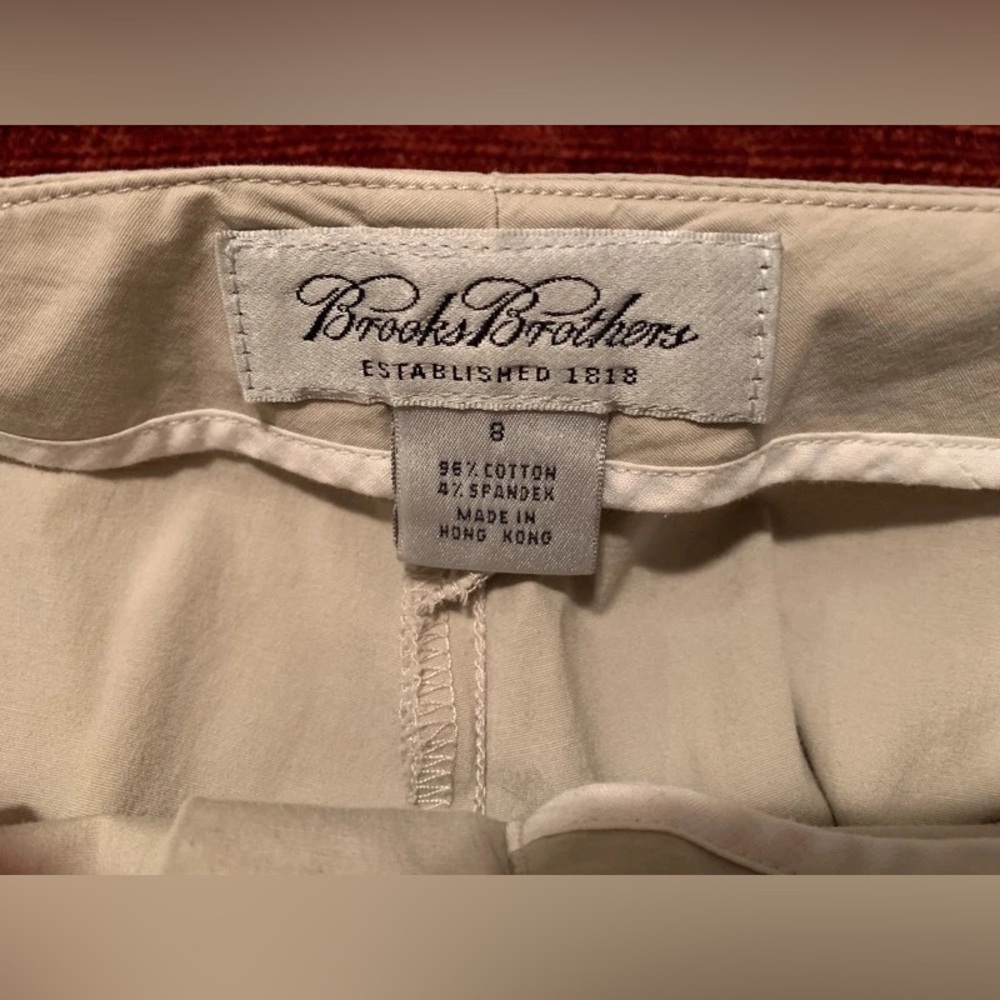 Brooks Brothers
ESTABLISHED 1818
8
96% COTTON
4% SPANDEX
MADE IN
HONG KONG